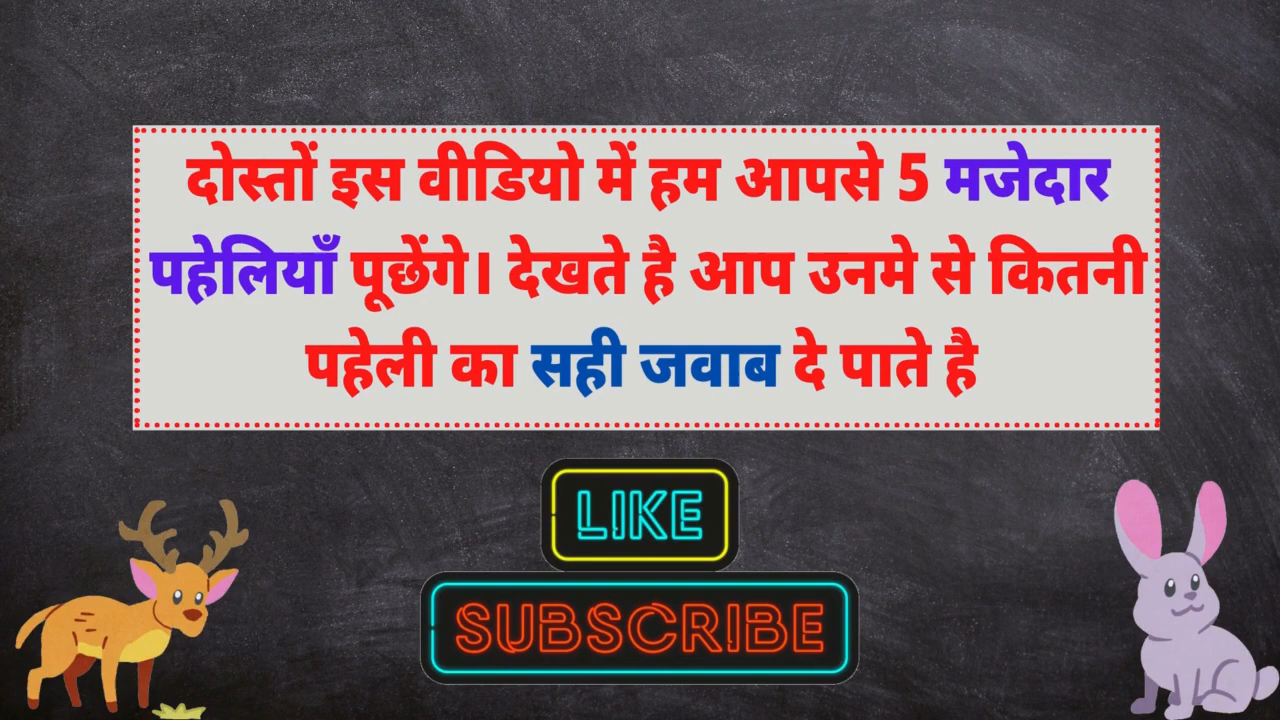 दोस्तों इस वीडियो में हम आपसे 5 मजेदार
पहेलियाँ पूछेंगे। देखते है आप उनमे से कितनी
पहेली का सही जवाब दे पाते है
LIKE
SUBSCRIBE